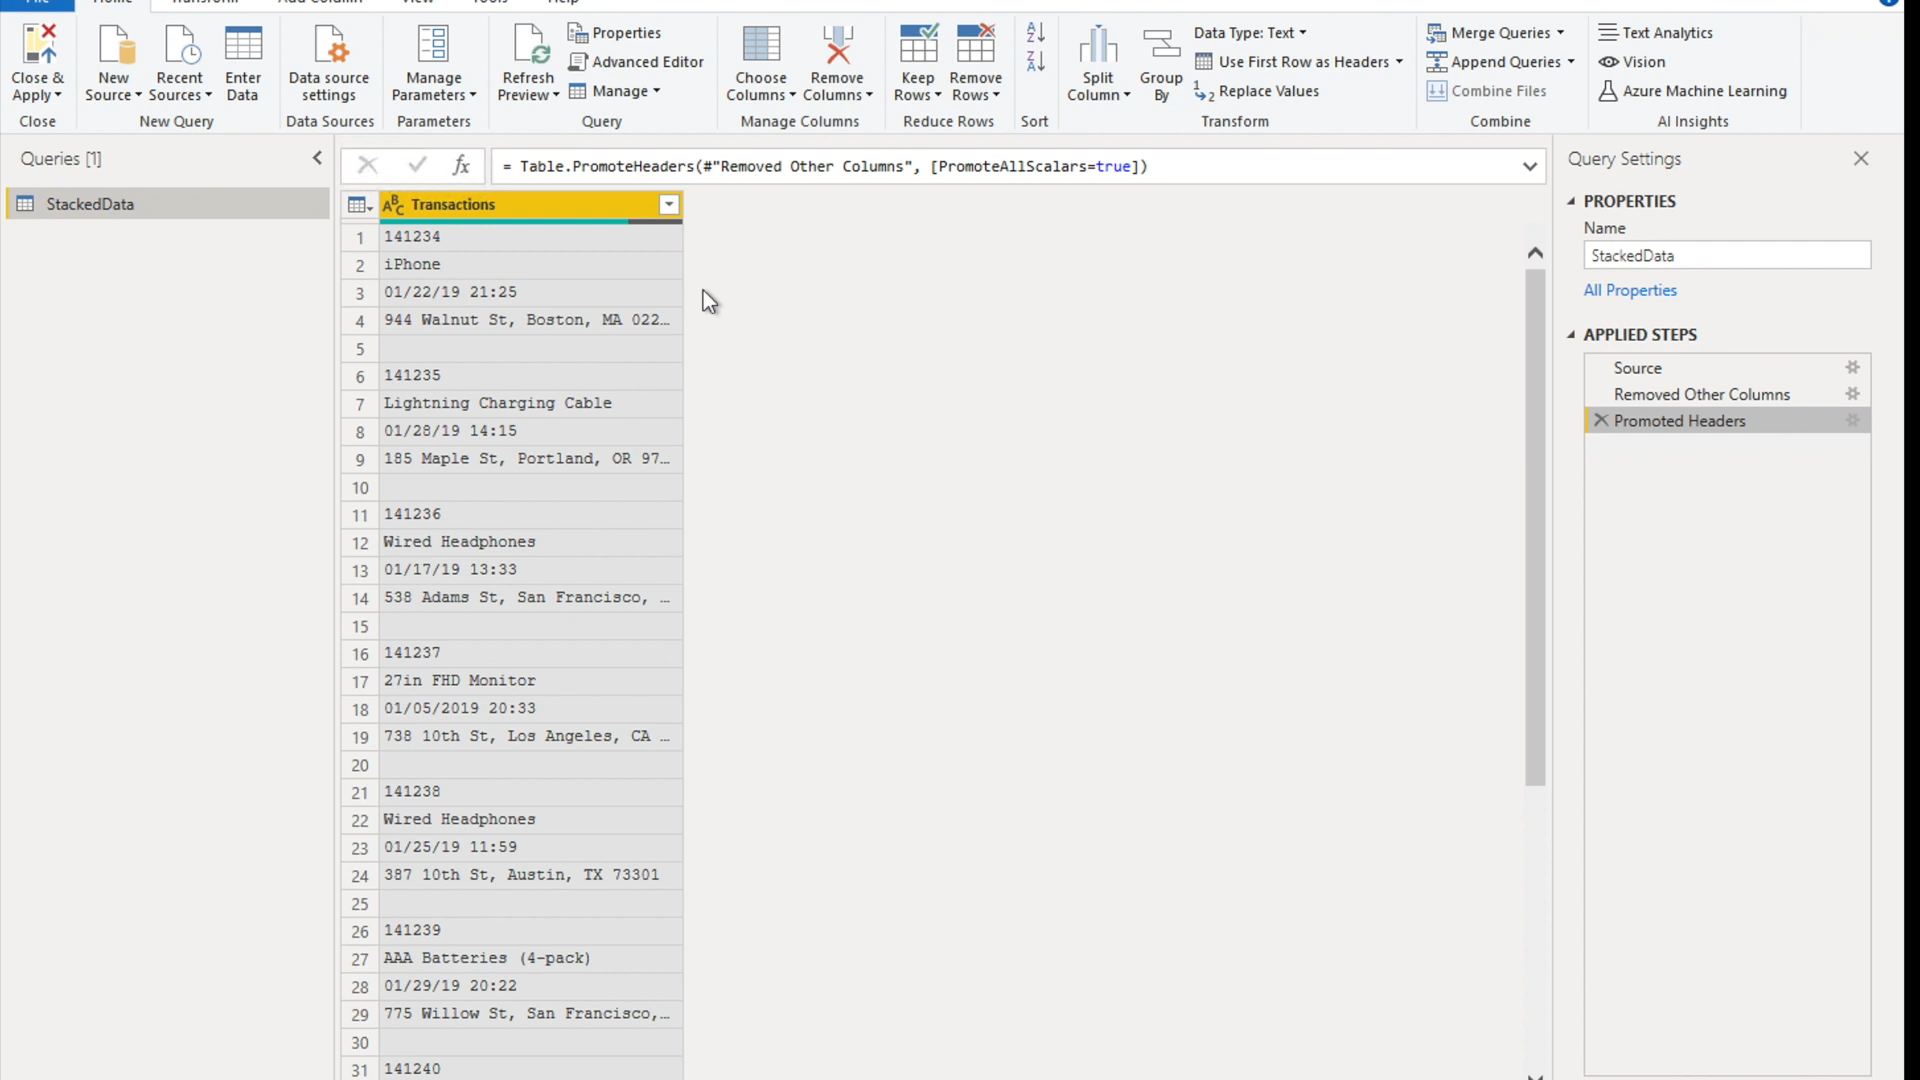 File Home Transform Add Column View Tools Help
Close & Apply
New Source
Recent Sources
Enter Data
Data source settings
Manage Parameters
Refresh Preview
Properties
Advanced Editor
Manage
Choose Columns
Remove Columns
Keep Rows
Remove Rows
Split Column
Group By
Data Type: Text
Use First Row as Headers
Replace Values
Merge Queries
Append Queries
Combine Files
Text Analytics
Vision
Azure Machine Learning
Close New Query Data Sources Parameters Query Manage Columns Reduce Rows Sort Transform Combine AI Insights
Queries [1]
StackedData
= Table.PromoteHeaders(#"Removed Other Columns", [PromoteAllScalars=true])
Transactions
1 141234
2 iPhone
3 01/22/19 21:25
4 944 Walnut St, Boston, MA 022…
5
6 141235
7 Lightning Charging Cable
8 01/28/19 14:15
9 185 Maple St, Portland, OR 97…
10
11 141236
12 Wired Headphones
13 01/17/19 13:33
14 538 Adams St, San Francisco, …
15
16 141237
17 27in FHD Monitor
18 01/05/2019 20:33
19 738 10th St, Los Angeles, CA …
20
21 141238
22 Wired Headphones
23 01/25/19 11:59
24 387 10th St, Austin, TX 73301
25
26 141239
27 AAA Batteries (4-pack)
28 01/29/19 20:22
29 775 Willow St, San Francisco,…
30
31 141240
Query Settings
PROPERTIES
Name
StackedData
All Properties
APPLIED STEPS
Source
Removed Other Columns
Promoted Headers